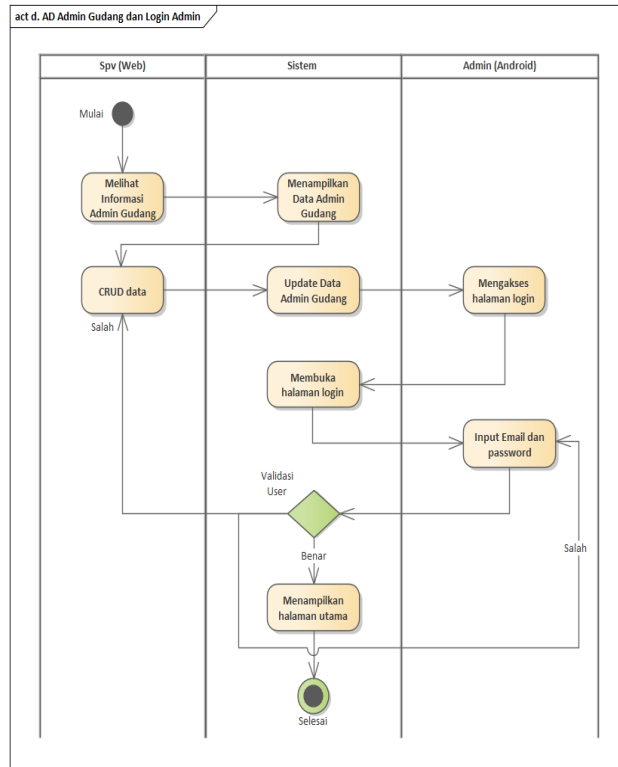 act d. AD Admin Gudang dan Login Admin
Spv (Web)
Sistem
Admin (Android)
Mulai
Melihat
Informasi
Admin Gudang
Menampilkan
Data Admin
Gudang
CRUD data
Update Data
Admin Gudang
Mengakses
halaman login
Salah
Membuka
halaman login
Input Email dan
password
Validasi
User
Benar
Salah
Menampilkan
halaman utama
Selesai